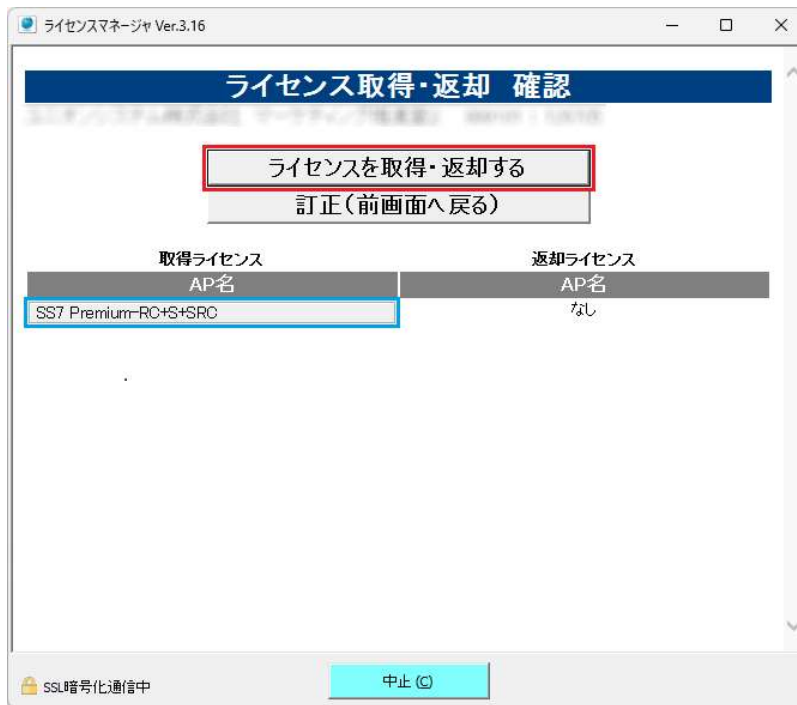 ライセンスマネージャ Ver.3.16
ライセンス取得・返却 確認
ライセンスを取得・返却する
訂正(前画面へ戻る)
取得ライセンス 返却ライセンス
AP名 AP名
SS7 Premium-RC+S+SRC なし
SSL暗号化通信中 中止(C)